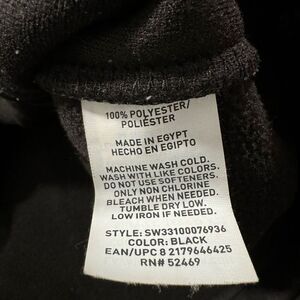 100% POLYESTER/
POLIÉSTER
MADE IN EGYPT
HECHO EN EGIPTO
MACHINE WASH COLD.
WASH WITH LIKE COLORS.
DO NOT USE SOFTENERS.
ONLY NON CHLORINE
BLEACH WHEN NEEDED.
TUMBLE DRY LOW.
LOW IRON IF NEEDED.
STYLE: SW33100076936
COLOR: BLACK
EAN/UPC 8 2179646425
RN# 52469